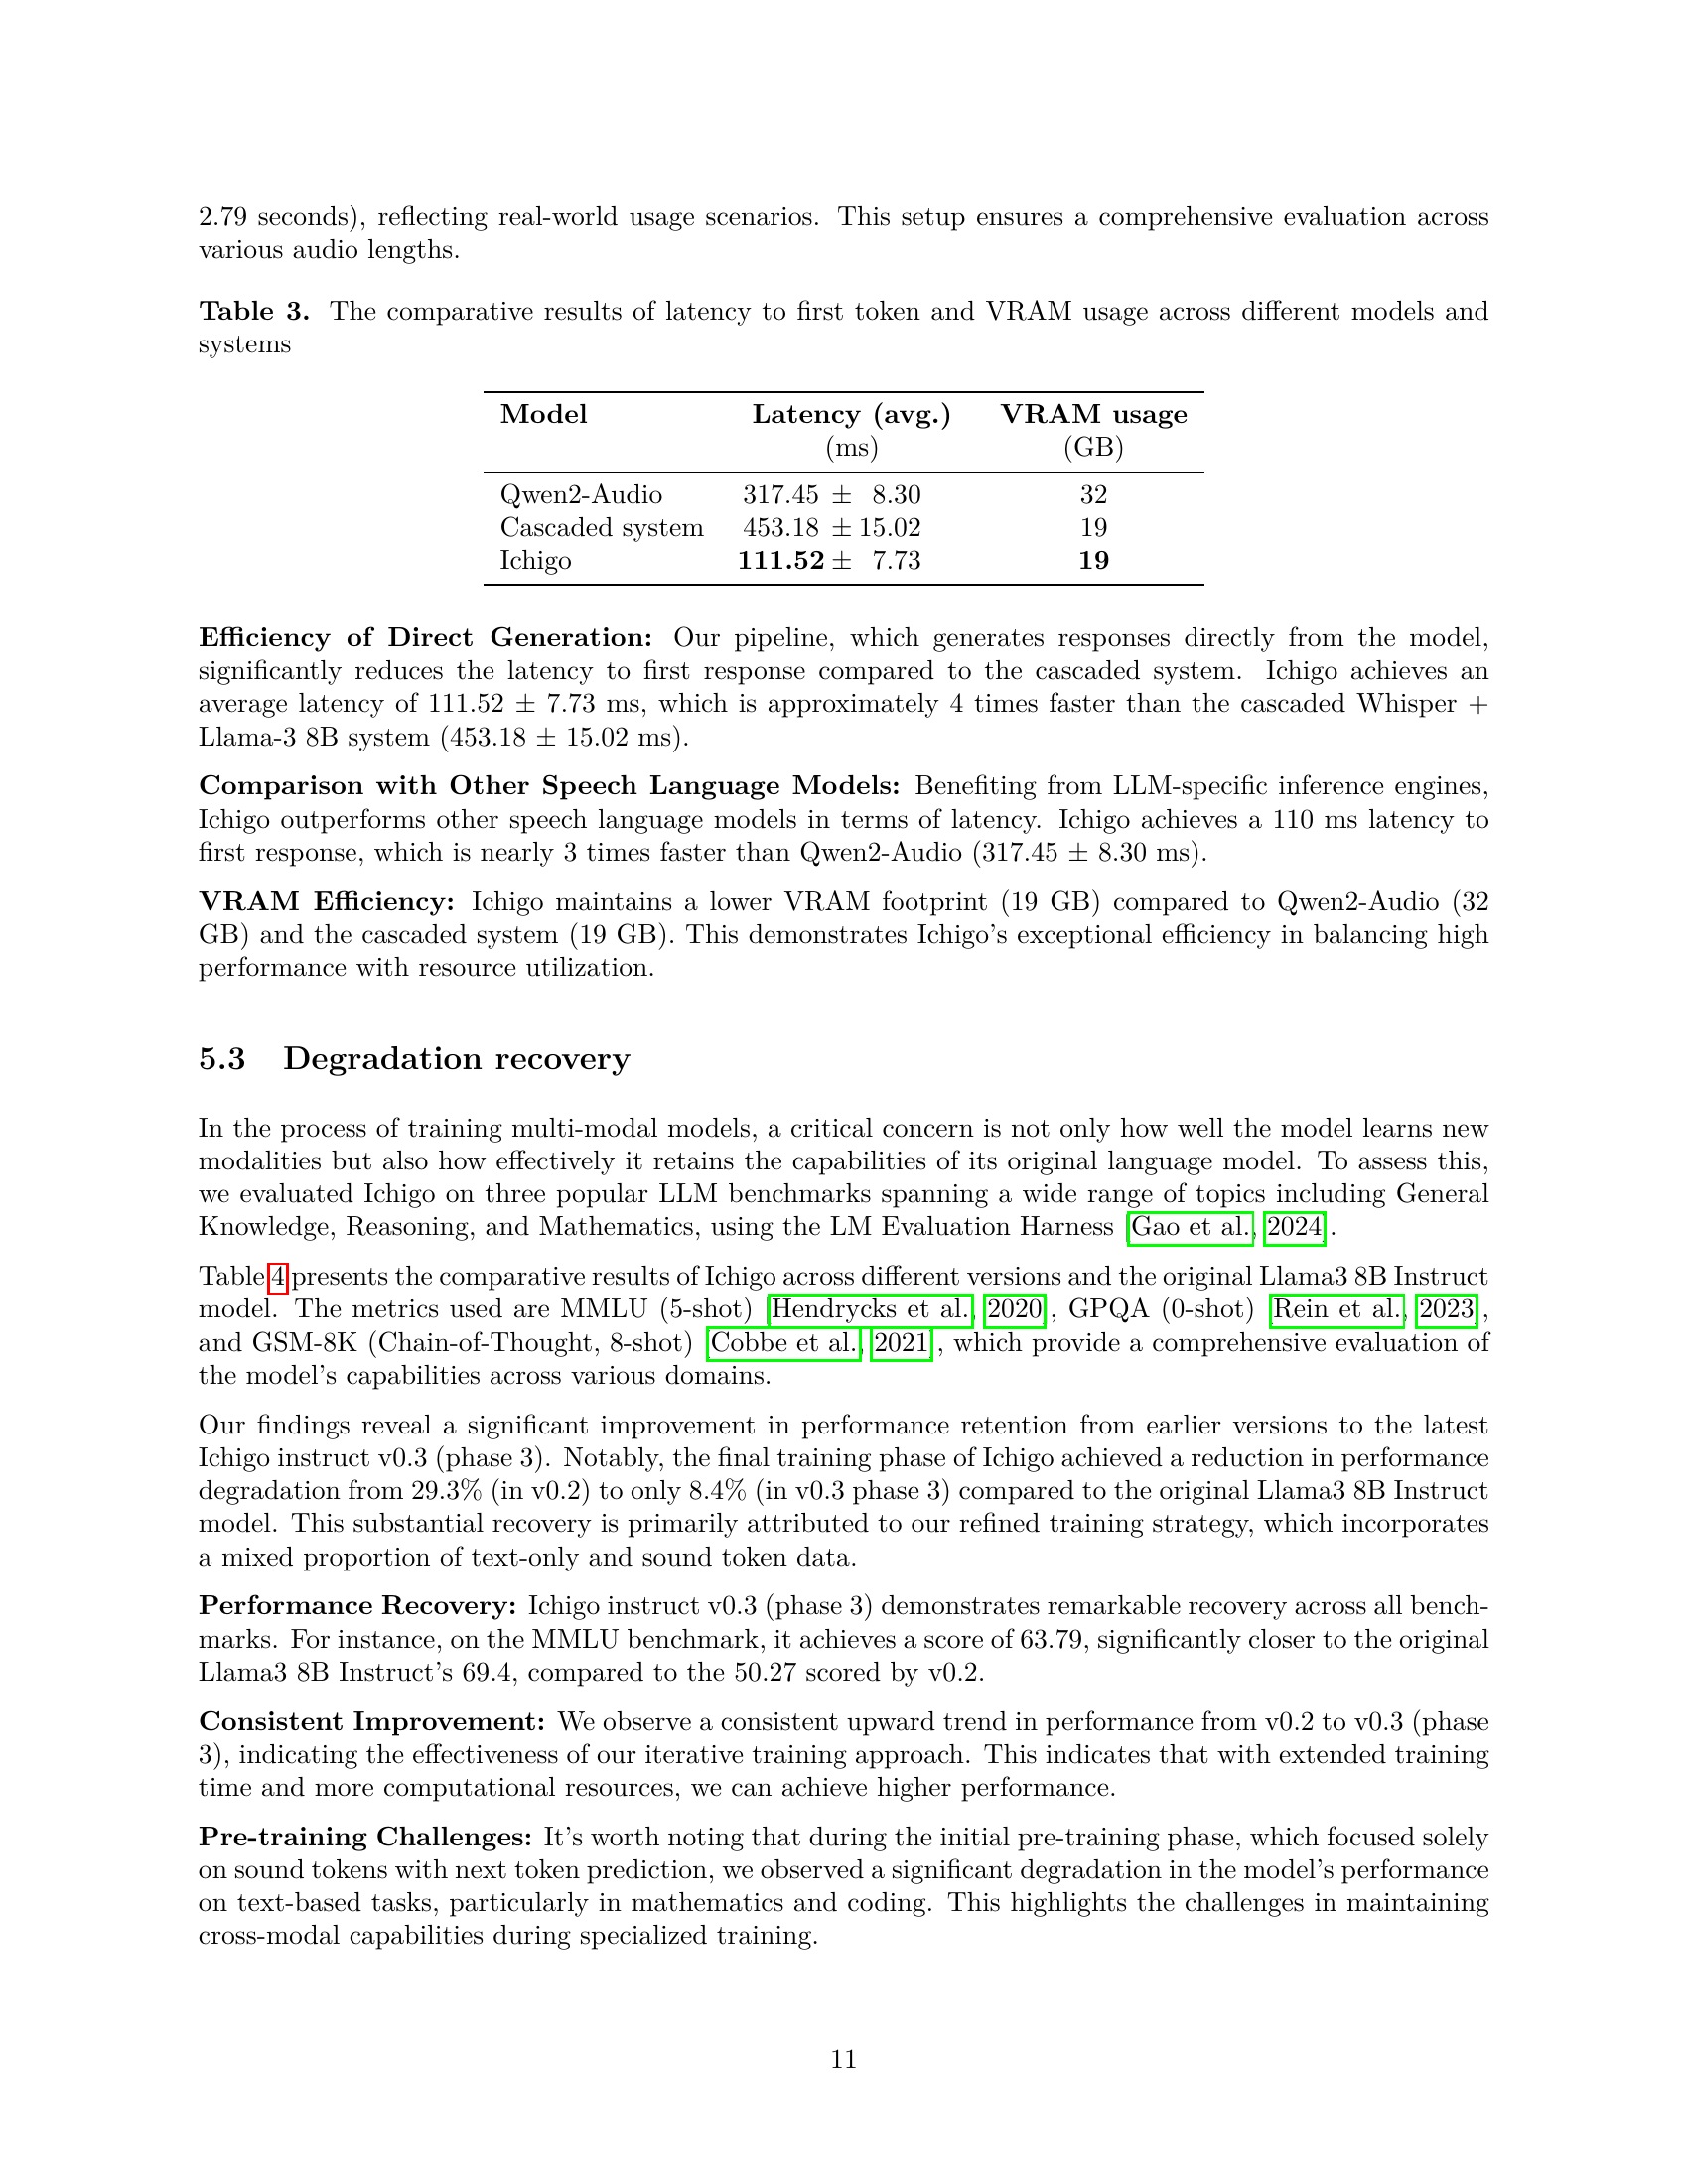 2.79 seconds), reflecting real-world usage scenarios. This setup ensures a comprehensive evaluation across
various audio lengths.
Table 3. The comparative results of latency to first token and VRAM usage across different models and
systems
Model Latency (avg.) VRAM usage
(ms) (GB)
Qwen2-Audio 317.45 ± 8.30 32
Cascaded system 453.18 ± 15.02 19
Ichigo 111.52 ± 7.73 19
Efficiency of Direct Generation: Our pipeline, which generates responses directly from the model,
significantly reduces the latency to first response compared to the cascaded system. Ichigo achieves an
average latency of 111.52 ± 7.73 ms, which is approximately 4 times faster than the cascaded Whisper +
Llama-3 8B system (453.18 ± 15.02 ms).
Comparison with Other Speech Language Models: Benefiting from LLM-specific inference engines,
Ichigo outperforms other speech language models in terms of latency. Ichigo achieves a 110 ms latency to
first response, which is nearly 3 times faster than Qwen2-Audio (317.45 ± 8.30 ms).
VRAM Efficiency: Ichigo maintains a lower VRAM footprint (19 GB) compared to Qwen2-Audio (32
GB) and the cascaded system (19 GB). This demonstrates Ichigo's exceptional efficiency in balancing high
performance with resource utilization.
5.3 Degradation recovery
In the process of training multi-modal models, a critical concern is not only how well the model learns new
modalities but also how effectively it retains the capabilities of its original language model. To assess this,
we evaluated Ichigo on three popular LLM benchmarks spanning a wide range of topics including General
Knowledge, Reasoning, and Mathematics, using the LM Evaluation Harness [Gao et al., 2024].
Table 4 presents the comparative results of Ichigo across different versions and the original Llama3 8B Instruct
model. The metrics used are MMLU (5-shot) [Hendrycks et al., 2020], GPQA (0-shot) [Rein et al., 2023],
and GSM-8K (Chain-of-Thought, 8-shot) [Cobbe et al., 2021], which provide a comprehensive evaluation of
the model's capabilities across various domains.
Our findings reveal a significant improvement in performance retention from earlier versions to the latest
Ichigo instruct v0.3 (phase 3). Notably, the final training phase of Ichigo achieved a reduction in performance
degradation from 29.3% (in v0.2) to only 8.4% (in v0.3 phase 3) compared to the original Llama3 8B Instruct
model. This substantial recovery is primarily attributed to our refined training strategy, which incorporates
a mixed proportion of text-only and sound token data.
Performance Recovery: Ichigo instruct v0.3 (phase 3) demonstrates remarkable recovery across all bench-
marks. For instance, on the MMLU benchmark, it achieves a score of 63.79, significantly closer to the original
Llama3 8B Instruct's 69.4, compared to the 50.27 scored by v0.2.
Consistent Improvement: We observe a consistent upward trend in performance from v0.2 to v0.3 (phase
3), indicating the effectiveness of our iterative training approach. This indicates that with extended training
time and more computational resources, we can achieve higher performance.
Pre-training Challenges: It's worth noting that during the initial pre-training phase, which focused solely
on sound tokens with next token prediction, we observed a significant degradation in the model's performance
on text-based tasks, particularly in mathematics and coding. This highlights the challenges in maintaining
cross-modal capabilities during specialized training.
11